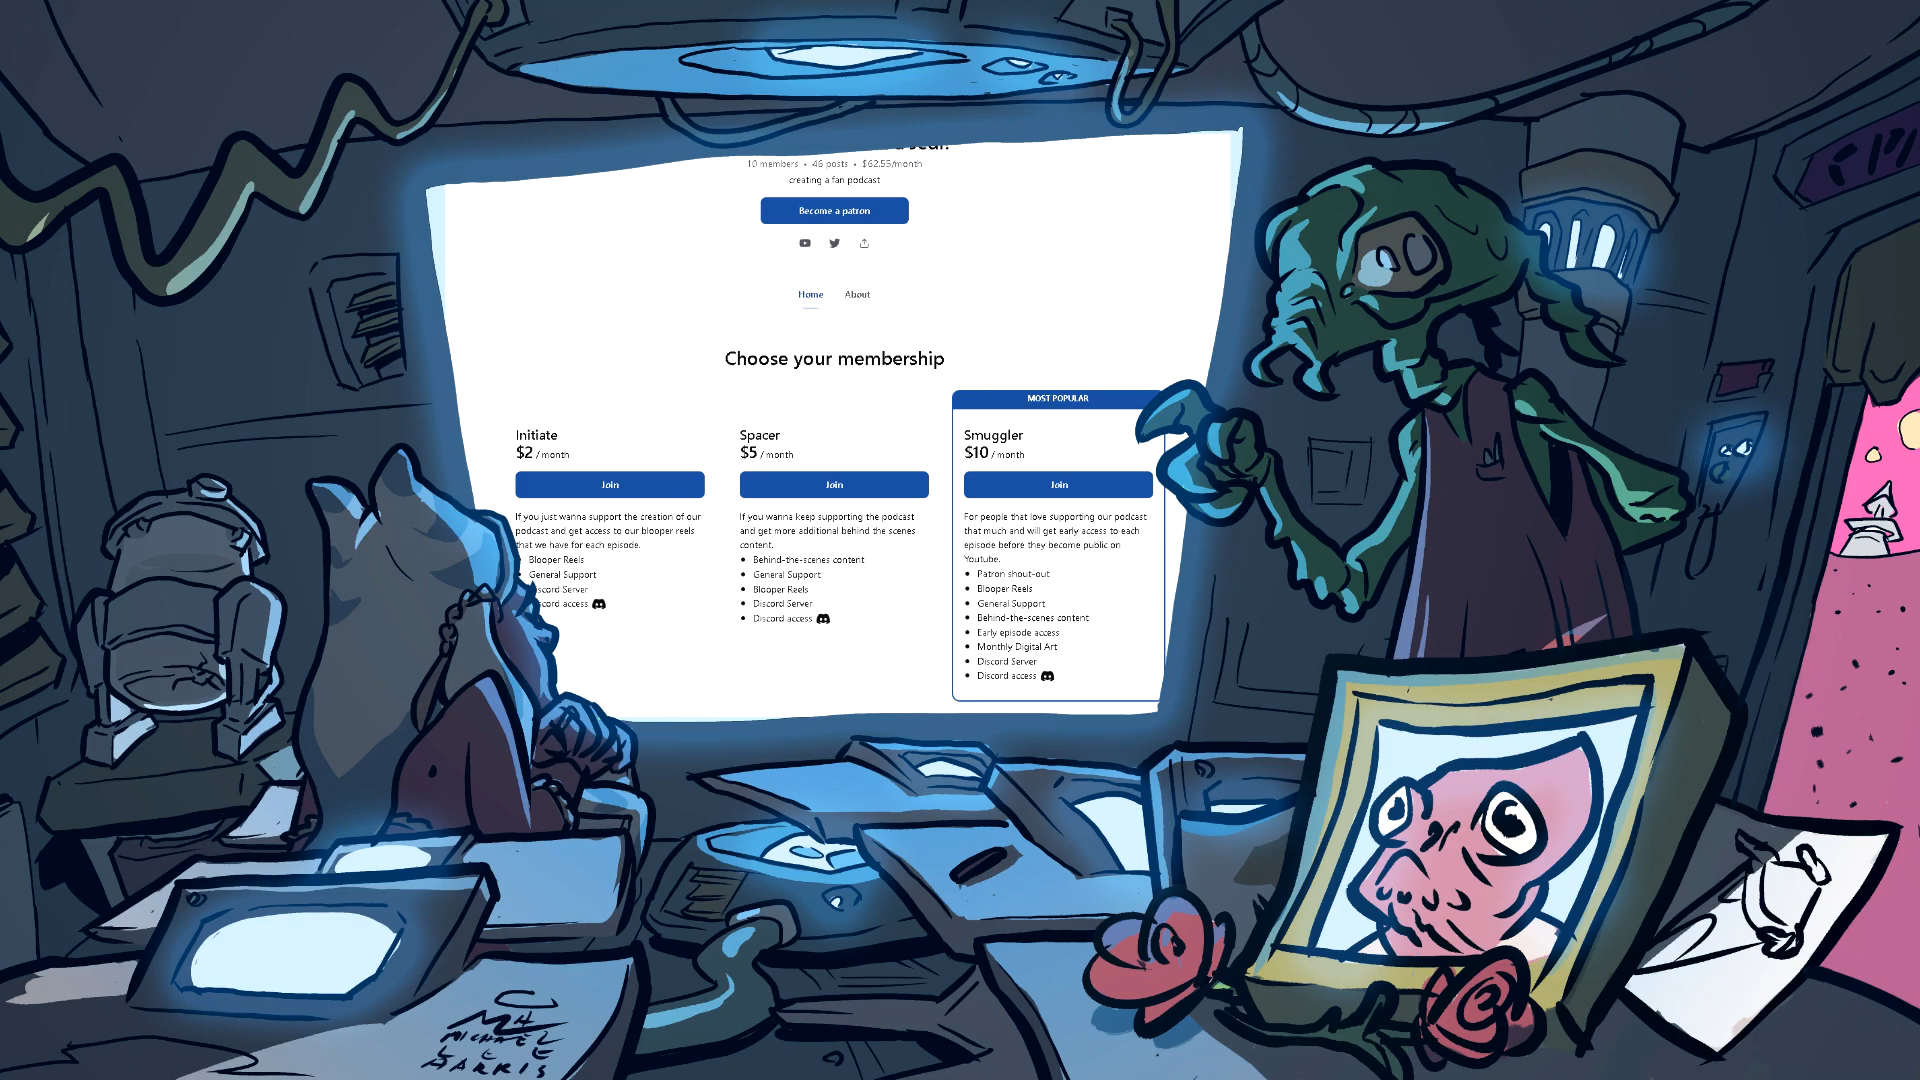 10 members • 46 posts • $62.55/month
creating a fan podcast
Become a patron
Home About
Choose your membership
MOST POPULAR
Initiate
$2 / month
Join
If you just wanna support the creation of our
podcast and get access to our blooper reels
that we have for each episode.
Blooper Reels
General Support
Server
access
Spacer
$5 / month
Join
If you wanna keep supporting the podcast
and get more additional behind the scenes
content.
• Behind-the-scenes content
• General Support
• Blooper Reels
• Discord Server
• Discord access
Smuggler
$10 / month
Join
For people that love supporting our podcast
that much and will get early access to each
episode before they become public on
Youtube.
• Patron shout-out
• Blooper Reels
• General Support
• Behind-the-scenes content
• Early episode access
• Monthly Digital Art
• Discord Server
• Discord access
MICHAEL
LEE
HARRIS